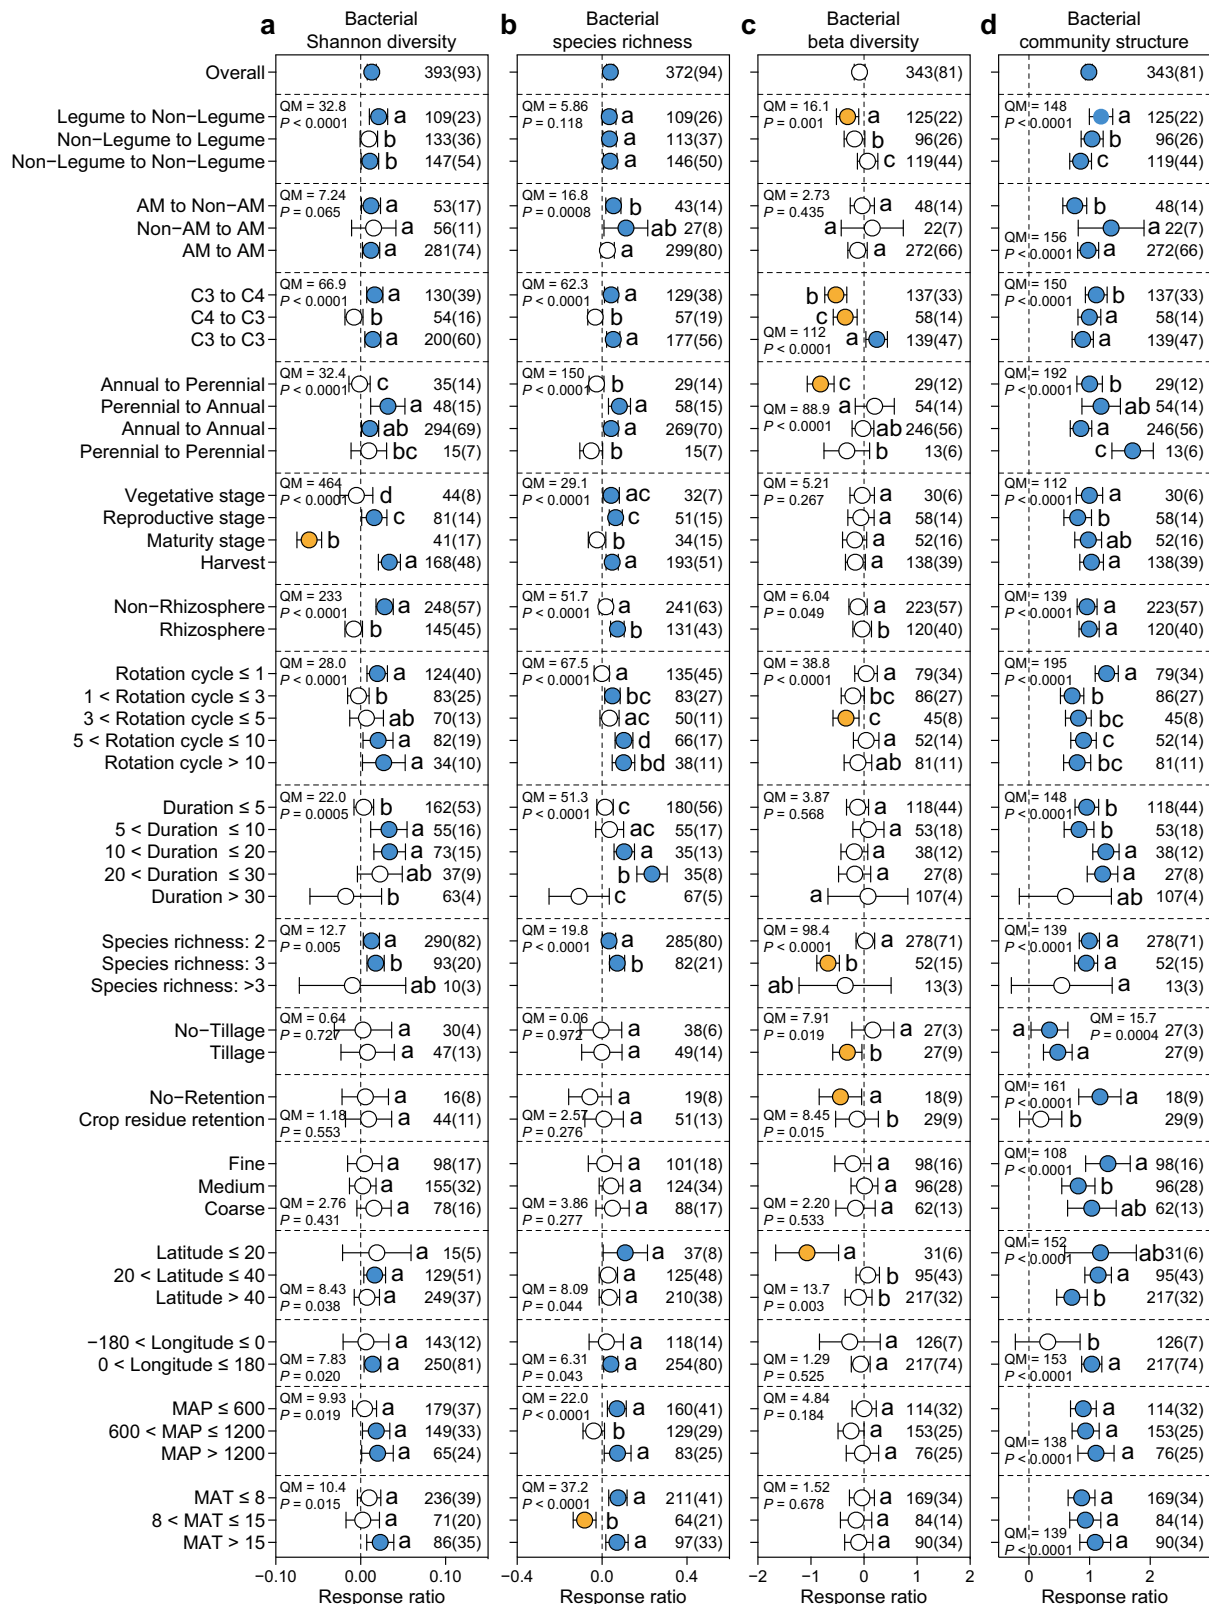 a Bacterial Shannon diversity
b Bacterial species richness
c Bacterial beta diversity
d Bacterial community structure
Overall 393(93) 372(94) 343(81) 343(81)
QM = 32.8 P < 0.0001 QM = 5.86 P = 0.118 QM = 16.1 P = 0.001 QM = 148 P < 0.0001
Legume to Non−Legume a 109(23) a 109(26) a 125(22) a 125(22)
Non−Legume to Legume b 133(36) a 113(37) b 96(26) b 96(26)
Non−Legume to Non−Legume b 147(54) a 146(50) c 119(44) c 119(44)
QM = 7.24 P = 0.065 QM = 16.8 P = 0.0008 QM = 2.73 P = 0.435 QM = 156 P < 0.0001
AM to Non−AM a 53(17) b 43(14) a 48(14) b 48(14)
Non−AM to AM a 56(11) ab 27(8) a 22(7) a 22(7)
AM to AM a 281(74) a 299(80) a 272(66) a 272(66)
QM = 66.9 P < 0.0001 QM = 62.3 P < 0.0001 QM = 112 P < 0.0001 QM = 150 P < 0.0001
C3 to C4 a 130(39) a 129(38) b 137(33) b 137(33)
C4 to C3 b 54(16) b 57(19) c 58(14) a 58(14)
C3 to C3 a 200(60) a 177(56) a 139(47) a 139(47)
QM = 32.4 P < 0.0001 QM = 150 P < 0.0001 QM = 88.9 P < 0.0001 QM = 192 P < 0.0001
Annual to Perennial c 35(14) b 29(14) c 29(12) b 29(12)
Perennial to Annual a 48(15) a 58(15) a 54(14) ab 54(14)
Annual to Annual ab 294(69) a 269(70) ab 246(56) a 246(56)
Perennial to Perennial bc 15(7) b 15(7) b 13(6) c 13(6)
QM = 464 P < 0.0001 QM = 29.1 P < 0.0001 QM = 5.21 P = 0.267 QM = 112 P < 0.0001
Vegetative stage d 44(8) ac 32(7) a 30(6) a 30(6)
Reproductive stage c 81(14) c 51(15) a 58(14) b 58(14)
Maturity stage b 41(17) b 34(15) a 52(16) ab 52(16)
Harvest a 168(48) a 193(51) a 138(39) a 138(39)
QM = 233 P < 0.0001 QM = 51.7 P < 0.0001 QM = 6.04 P = 0.049 QM = 139 P < 0.0001
Non−Rhizosphere a 248(57) a 241(63) a 223(57) a 223(57)
Rhizosphere b 145(45) b 131(43) b 120(40) a 120(40)
QM = 28.0 P < 0.0001 QM = 67.5 P < 0.0001 QM = 38.8 P < 0.0001 QM = 195 P < 0.0001
Rotation cycle ≤ 1 a 124(40) a 135(45) a 79(34) a 79(34)
1 < Rotation cycle ≤ 3 b 83(25) bc 83(27) bc 86(27) b 86(27)
3 < Rotation cycle ≤ 5 ab 70(13) ac 50(11) c 45(8) bc 45(8)
5 < Rotation cycle ≤ 10 a 82(19) d 66(17) a 52(14) c 52(14)
Rotation cycle > 10 a 34(10) bd 38(11) ab 81(11) bc 81(11)
QM = 22.0 P = 0.0005 QM = 51.3 P < 0.0001 QM = 3.87 P = 0.568 QM = 148 P < 0.0001
Duration ≤ 5 b 162(53) c 180(56) a 118(44) b 118(44)
5 < Duration ≤ 10 a 55(16) ac 55(17) a 53(18) b 53(18)
10 < Duration ≤ 20 a 73(15) a 35(13) a 38(12) a 38(12)
20 < Duration ≤ 30 ab 37(9) b 35(8) a 27(8) a 27(8)
Duration > 30 b 63(4) c 67(5) a 107(4) ab 107(4)
QM = 12.7 P = 0.005 QM = 19.8 P < 0.0001 QM = 98.4 P < 0.0001 QM = 139 P < 0.0001
Species richness: 2 a 290(82) a 285(80) a 278(71) a 278(71)
Species richness: 3 b 93(20) b 82(21) b 52(15) a 52(15)
Species richness: >3 ab 10(3) ab 13(3) a 13(3)
QM = 0.64 P = 0.727 QM = 0.06 P = 0.972 QM = 7.91 P = 0.019 QM = 15.7 P = 0.0004
No−Tillage a 30(4) a 38(6) a 27(3) a 27(3)
Tillage a 47(13) a 49(14) b 27(9) a 27(9)
QM = 1.18 P = 0.553 QM = 2.57 P = 0.276 QM = 8.45 P = 0.015 QM = 161 P < 0.0001
No−Retention a 16(8) a 19(8) a 18(9) a 18(9)
Crop residue retention a 44(11) a 51(13) b 29(9) b 29(9)
QM = 2.76 P = 0.431 QM = 3.86 P = 0.277 QM = 2.20 P = 0.533 QM = 108 P < 0.0001
Fine a 98(17) a 101(18) a 98(16) a 98(16)
Medium a 155(32) a 124(34) a 96(28) b 96(28)
Coarse a 78(16) a 88(17) a 62(13) ab 62(13)
QM = 8.43 P = 0.038 QM = 8.09 P = 0.044 QM = 13.7 P = 0.003 QM = 152 P < 0.0001
Latitude ≤ 20 a 15(5) a 37(8) a 31(6) ab 31(6)
20 < Latitude ≤ 40 a 129(51) a 125(48) b 95(43) a 95(43)
Latitude > 40 a 249(37) a 210(38) b 217(32) b 217(32)
QM = 7.83 P = 0.020 QM = 6.31 P = 0.043 QM = 1.29 P = 0.525 QM = 153 P < 0.0001
−180 < Longitude ≤ 0 a 143(12) a 118(14) a 126(7) b 126(7)
0 < Longitude ≤ 180 a 250(81) a 254(80) a 217(74) a 217(74)
QM = 9.93 P = 0.019 QM = 22.0 P < 0.0001 QM = 4.84 P = 0.184 QM = 138 P < 0.0001
MAP ≤ 600 a 179(37) a 160(41) a 114(32) a 114(32)
600 < MAP ≤ 1200 a 149(33) b 129(29) a 153(25) a 153(25)
MAP > 1200 a 65(24) a 83(25) a 76(25) a 76(25)
QM = 10.4 P = 0.015 QM = 37.2 P < 0.0001 QM = 1.52 P = 0.678 QM = 139 P < 0.0001
MAT ≤ 8 a 236(39) a 211(41) a 169(34) a 169(34)
8 < MAT ≤ 15 a 71(20) b 64(21) a 84(14) a 84(14)
MAT > 15 a 86(35) a 97(33) a 90(34) a 90(34)
−0.10 0.00 0.10 −0.4 0.0 0.4 −2 −1 0 1 2 0 2
Response ratio Response ratio Response ratio Response ratio